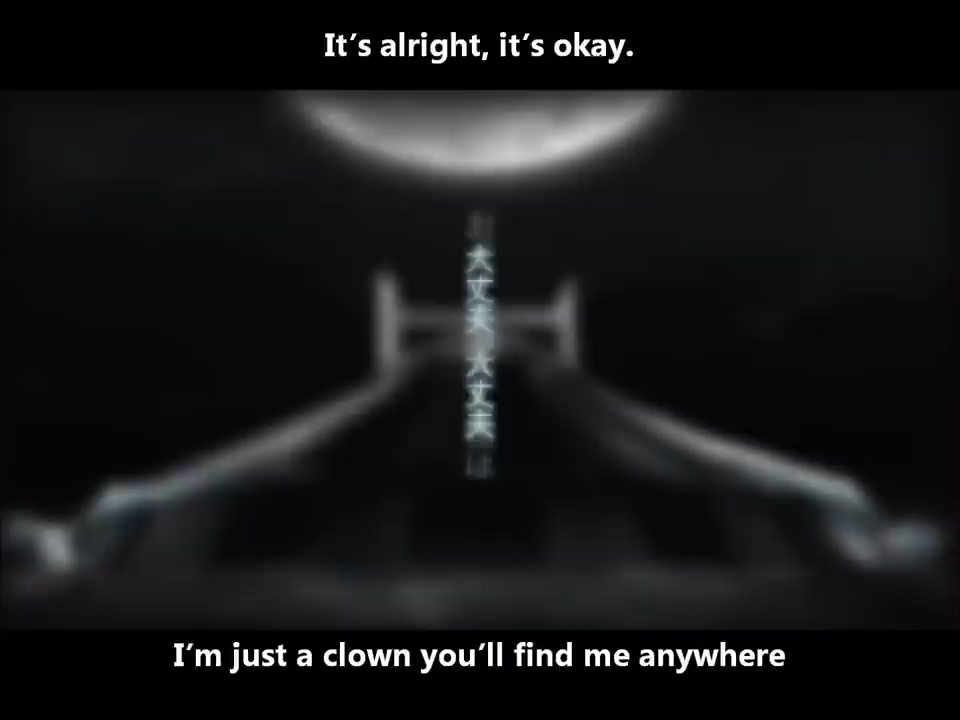 It's alright, it's okay.
大丈夫 大丈夫
I'm just a clown you'll find me anywhere